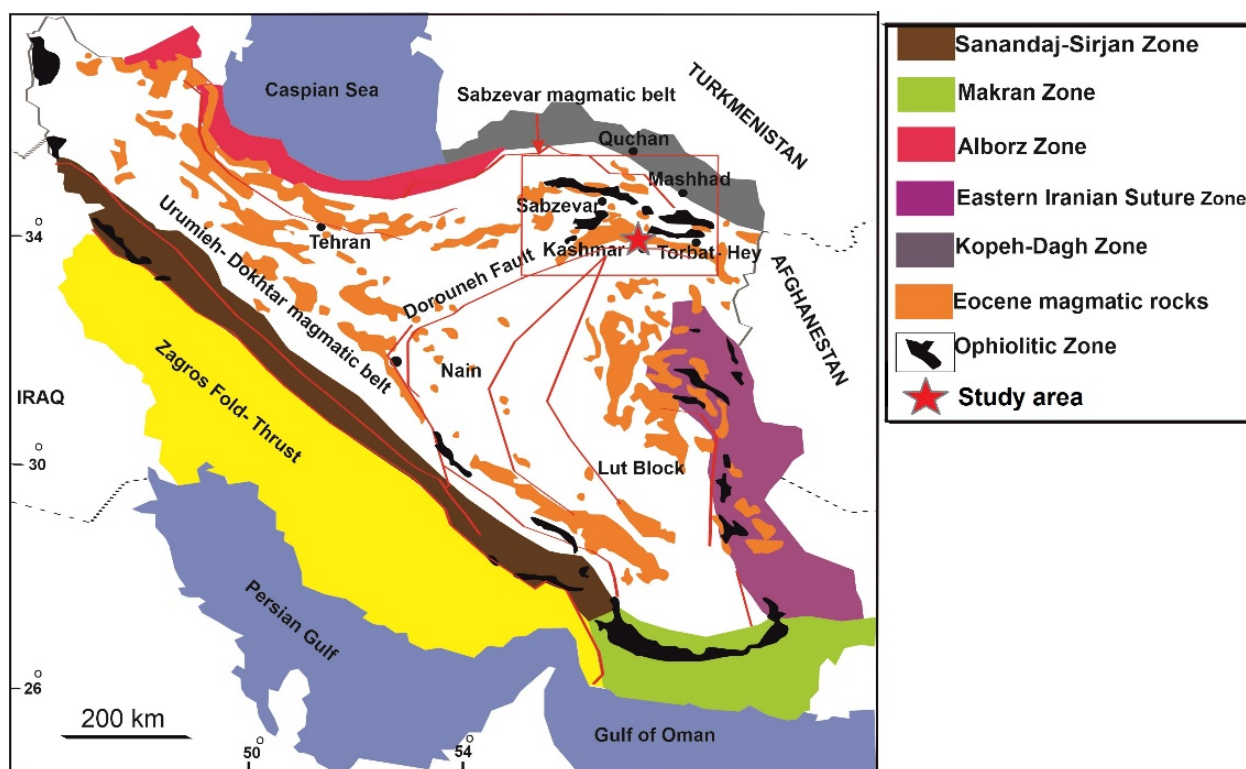 Caspian Sea
Sabzevar magmatic belt
TURKMENISTAN
Quchan
Mashhad
Sabzevar
34°
Tehran
Kashmar
Torbat- Hey
Urumieh- Dokhtar magmatic belt
Dorouneh Fault
AFGHANESTAN
Nain
Zagros Fold- Thrust
IRAQ
30°
Lut Block
Persian Gulf
26°
200 km
50°
54°
Gulf of Oman
Sanandaj-Sirjan Zone
Makran Zone
Alborz Zone
Eastern Iranian Suture Zone
Kopeh-Dagh Zone
Eocene magmatic rocks
Ophiolitic Zone
Study area